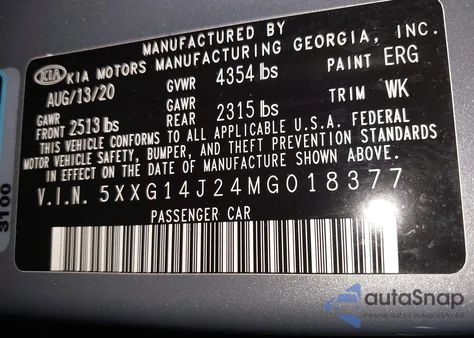 MANUFACTURED BY
KIA KIA MOTORS MANUFACTURING GEORGIA, INC.
AUG/13/20 GVWR 4354 lbs PAINT ERG
GAWR FRONT 2513 lbs GAWR REAR 2315 lbs TRIM WK
THIS VEHICLE CONFORMS TO ALL APPLICABLE U.S.A. FEDERAL
MOTOR VEHICLE SAFETY, BUMPER, AND THEFT PREVENTION STANDARDS
IN EFFECT ON THE DATE OF MANUFACTURE SHOWN ABOVE.
V.I.N. 5XXG14J24MG018377
PASSENGER CAR
3100
autaSnap